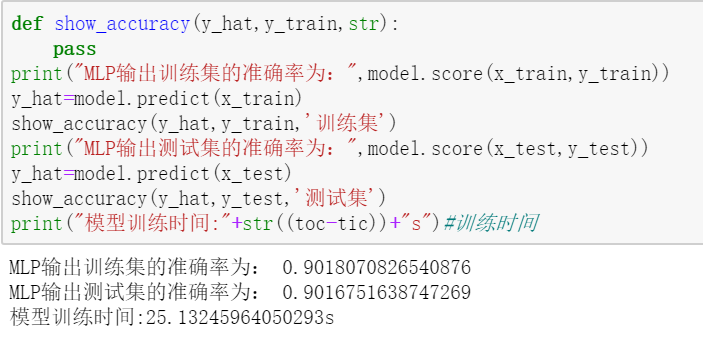 def show_accuracy(y_hat,y_train,str):
    pass
print("MLP输出训练集的准确率为：",model.score(x_train,y_train))
y_hat=model.predict(x_train)
show_accuracy(y_hat,y_train,'训练集')
print("MLP输出测试集的准确率为：",model.score(x_test,y_test))
y_hat=model.predict(x_test)
show_accuracy(y_hat,y_test,'测试集')
print("模型训练时间:"+str((toc-tic))+"s")#训练时间
MLP输出训练集的准确率为： 0.9018070826540876
MLP输出测试集的准确率为： 0.9016751638747269
模型训练时间:25.13245964050293s